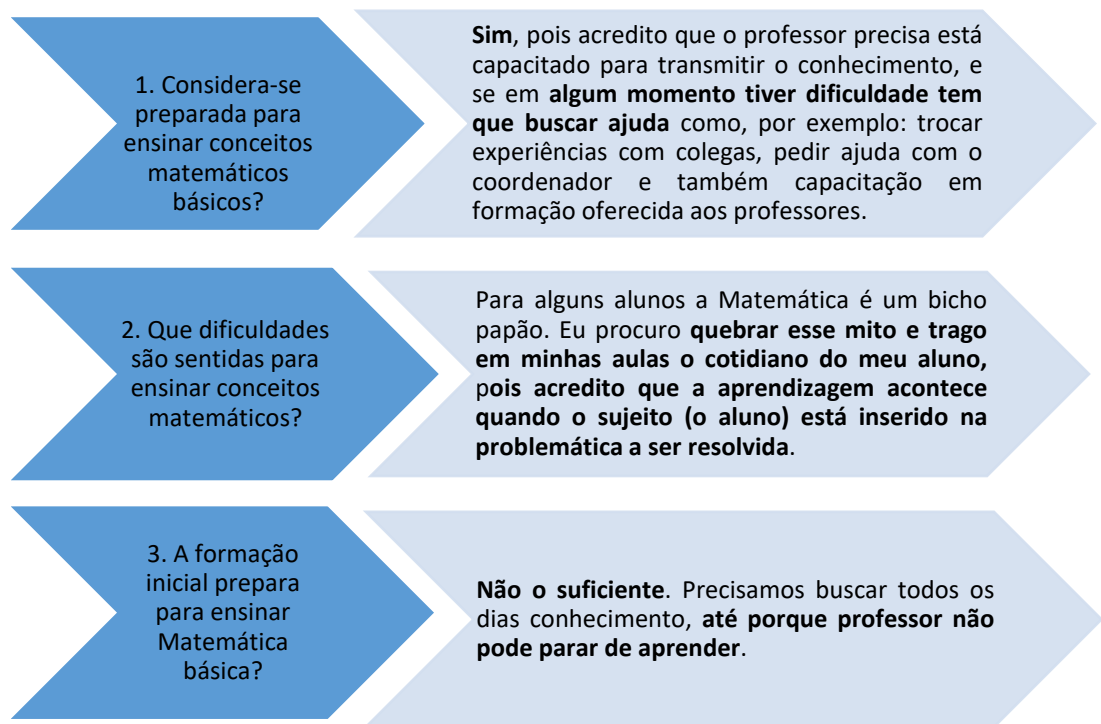 1. Considera-se
preparada para
ensinar conceitos
matemáticos
básicos?
Sim, pois acredito que o professor precisa está
capacitado para transmitir o conhecimento, e
se em algum momento tiver dificuldade tem
que buscar ajuda como, por exemplo: trocar
experiências com colegas, pedir ajuda com o
coordenador e também capacitação em
formação oferecida aos professores.
2. Que dificuldades
são sentidas para
ensinar conceitos
matemáticos?
Para alguns alunos a Matemática é um bicho
papão. Eu procuro quebrar esse mito e trago
em minhas aulas o cotidiano do meu aluno,
pois acredito que a aprendizagem acontece
quando o sujeito (o aluno) está inserido na
problemática a ser resolvida.
3. A formação
inicial prepara
para ensinar
Matemática
básica?
Não o suficiente. Precisamos buscar todos os
dias conhecimento, até porque professor não
pode parar de aprender.